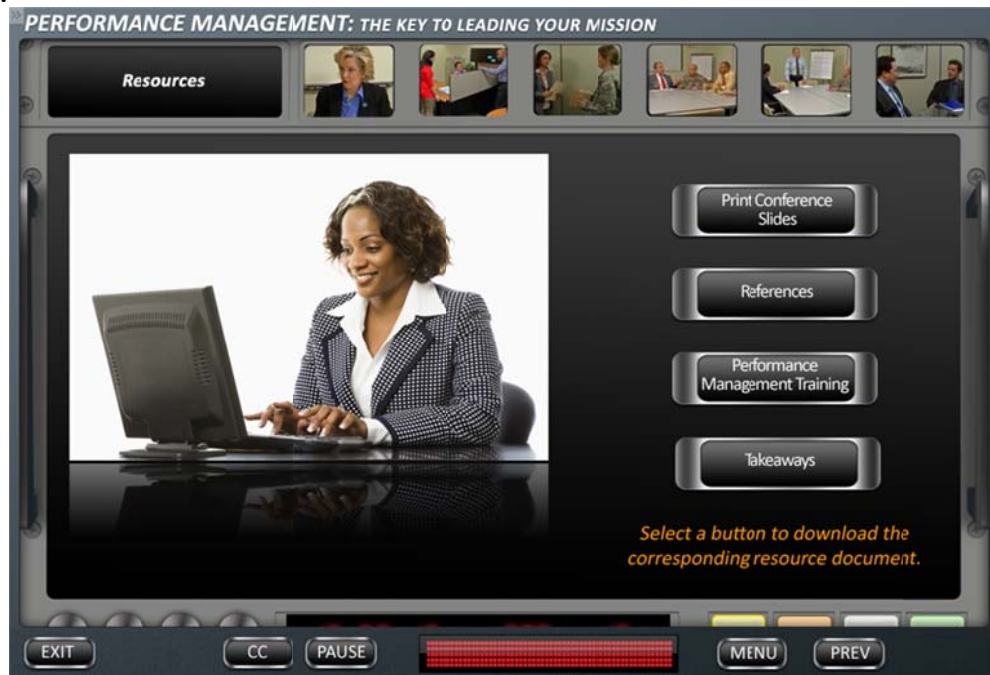 PERFORMANCE MANAGEMENT: THE KEY TO LEADING YOUR MISSION
Resources
Print Conference
Slides
References
Performance
Management Training
Takeaways
Select a button to download the
corresponding resource document.
EXIT
CC
PAUSE
MENU
PREV